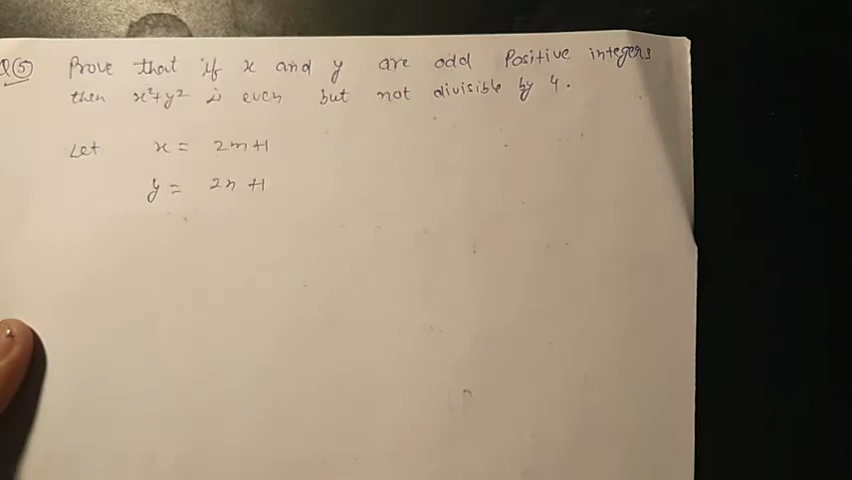 Q⑤ Prove that if x and y are odd Positive integers
then x²+y² is even but not divisible by 4.
Let x = 2m+1
y = 2n+1